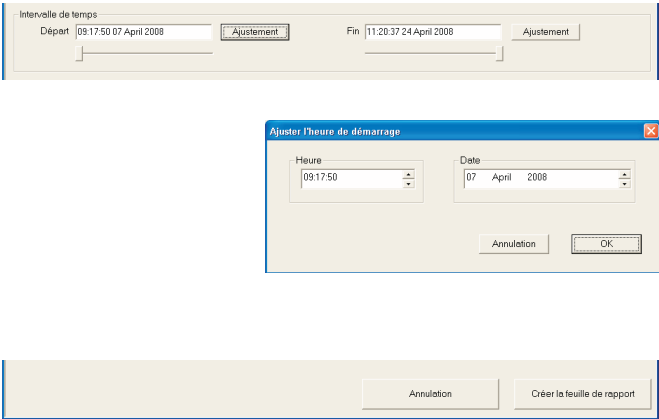 Intervalle de temps
Départ 09:17:50 07 April 2008 Ajustement Fin 11:20:37 24 April 2008 Ajustement
Ajuster l'heure de démarrage
Heure Date
09:17:50 07 April 2008
Annulation OK
Annulation Créer la feuille de rapport